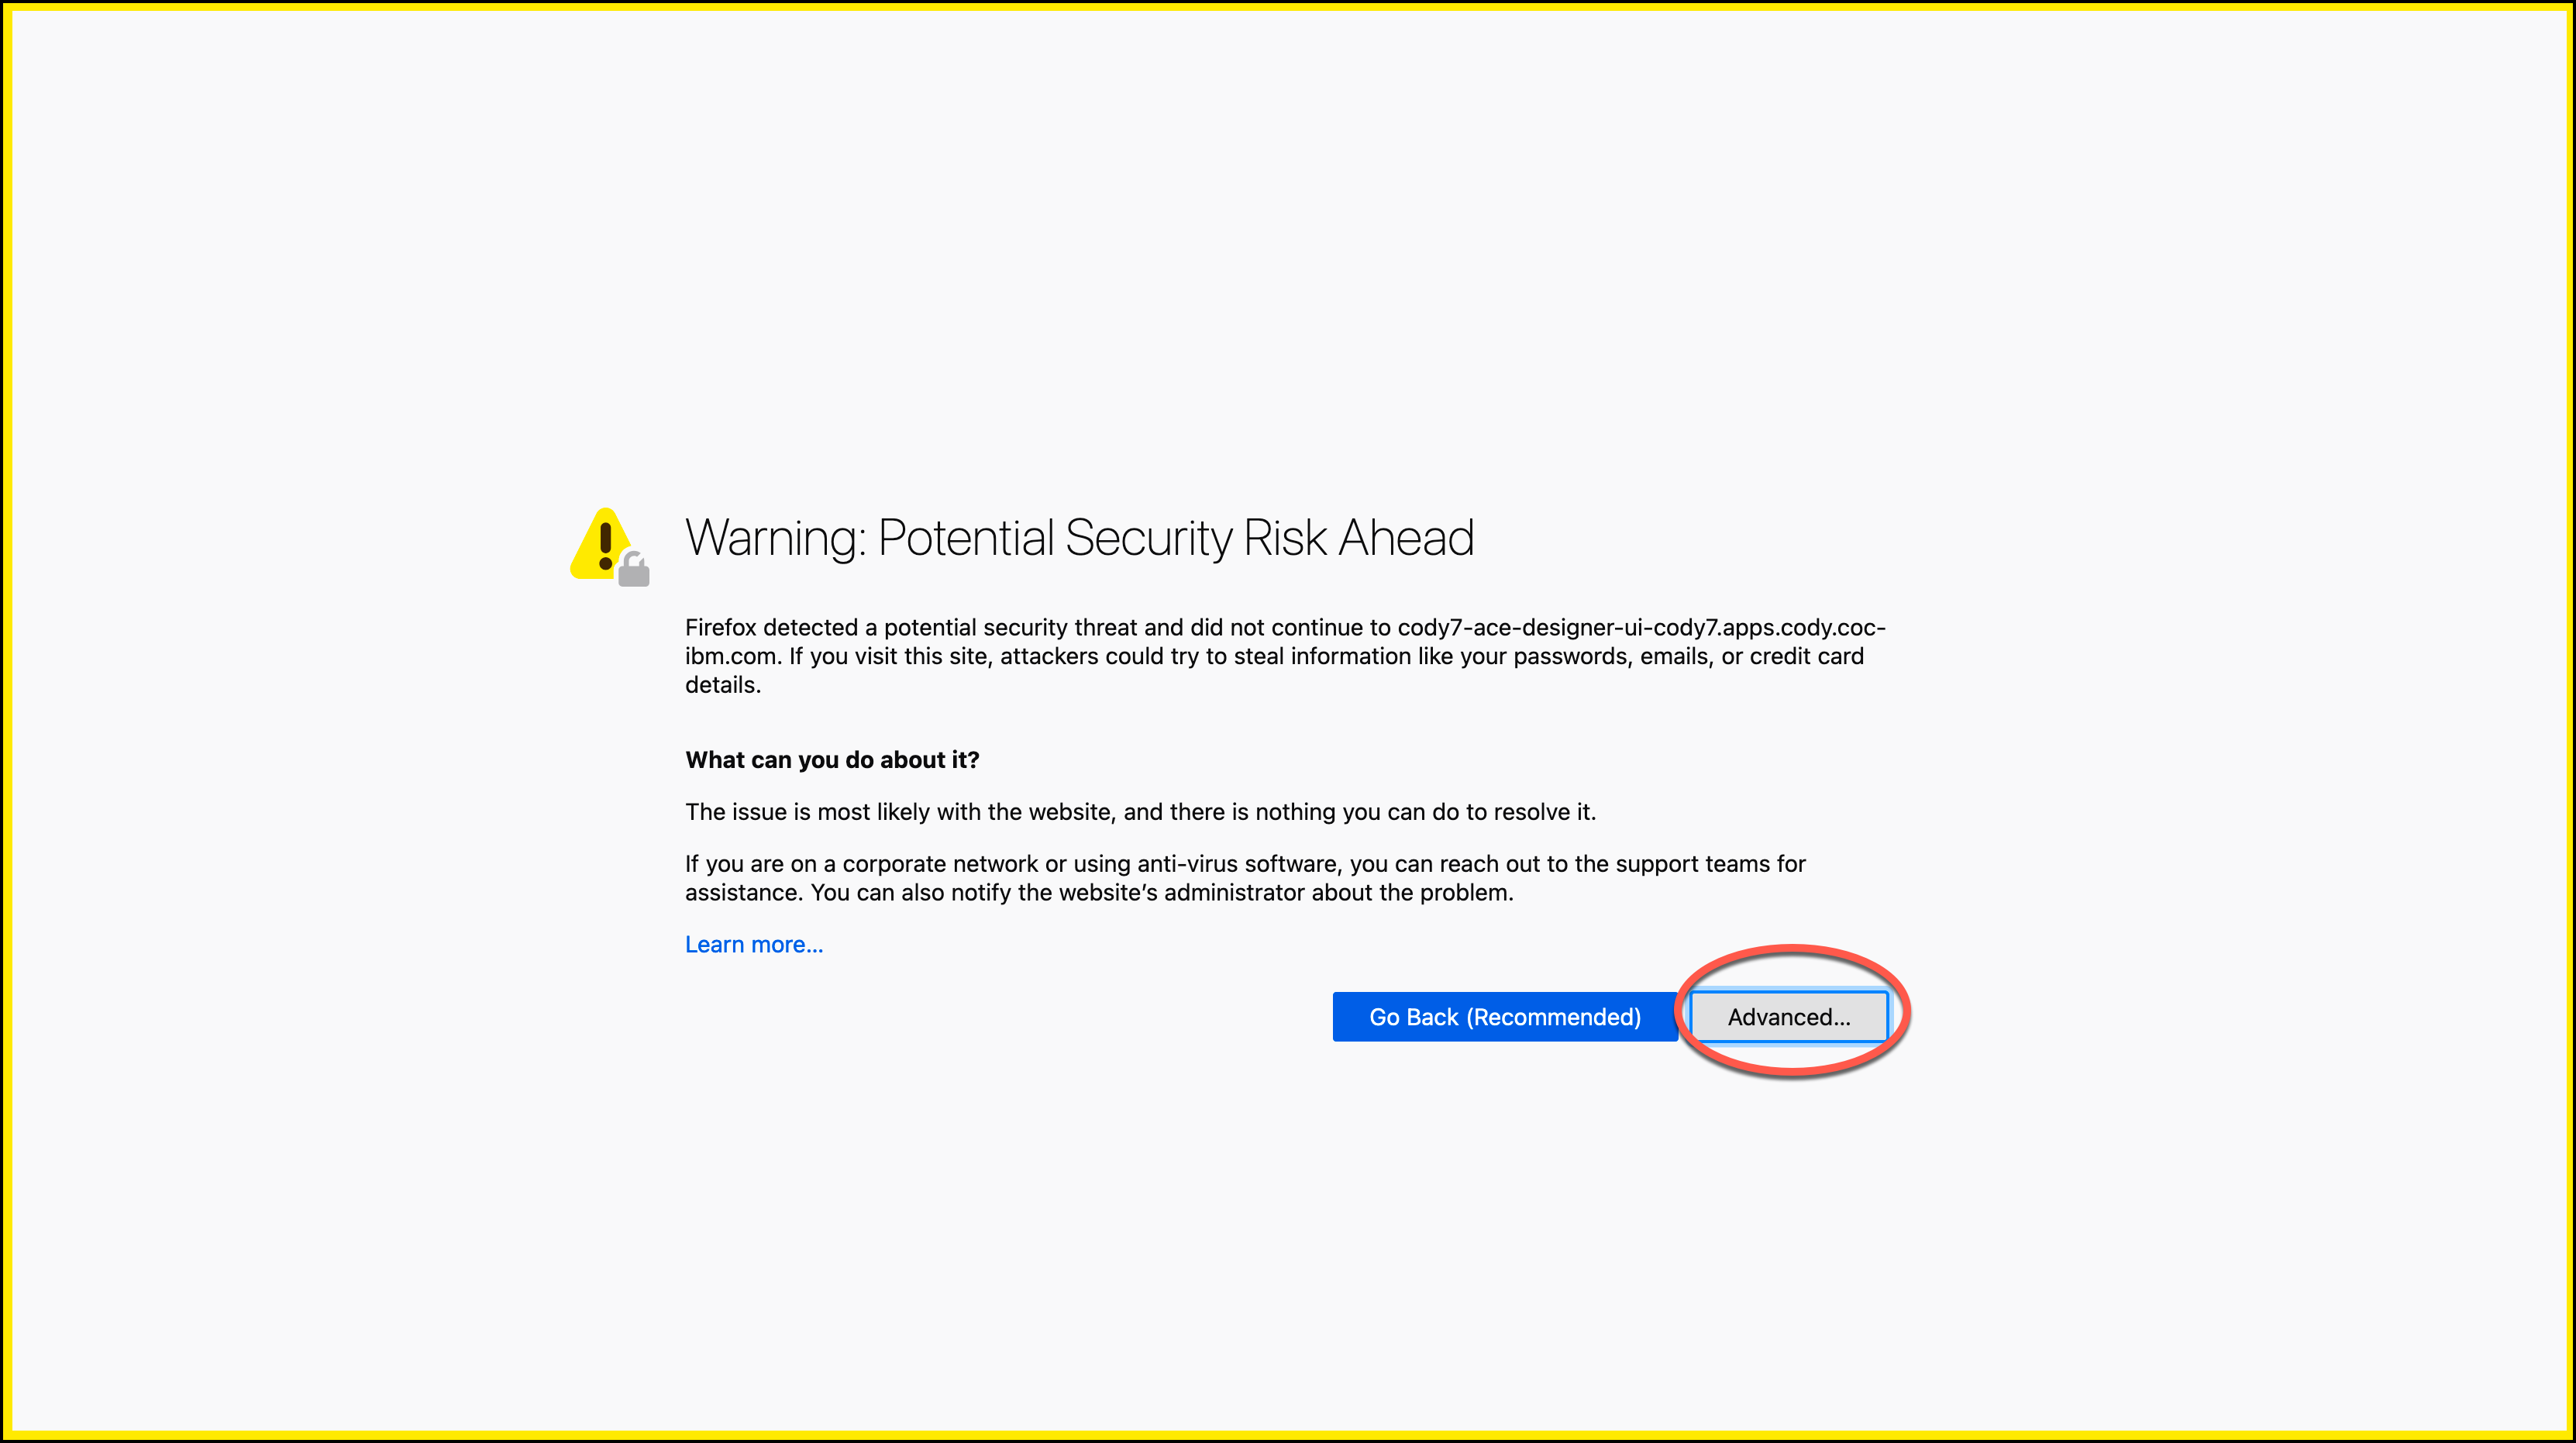 Warning: Potential Security Risk Ahead
Firefox detected a potential security threat and did not continue to cody7-ace-designer-ui-cody7.apps.cody.coc-
ibm.com. If you visit this site, attackers could try to steal information like your passwords, emails, or credit card
details.
What can you do about it?
The issue is most likely with the website, and there is nothing you can do to resolve it.
If you are on a corporate network or using anti-virus software, you can reach out to the support teams for
assistance. You can also notify the website’s administrator about the problem.
Learn more…
Go Back (Recommended)
Advanced…